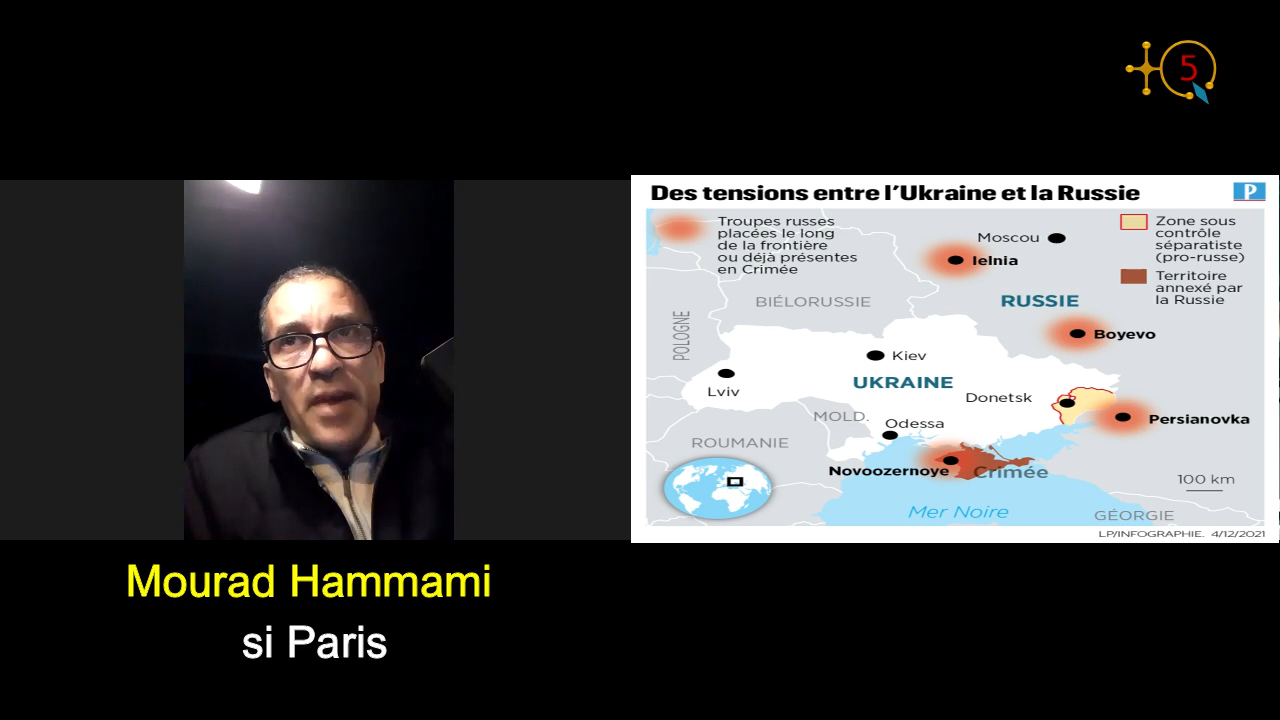 5
Des tensions entre l'Ukraine et la Russie
P
Troupes russes
placées le long
de la frontière
ou déjà présentes
en Crimée
Zone sous
contrôle
séparatiste
(pro-russe)
Territoire
annexé par
la Russie
Moscou
Ielnia
BIÉLORUSSIE
RUSSIE
POLOGNE
Boyevo
Kiev
Lviv
UKRAINE
Donetsk
MOLD.
Odessa
Persianovka
ROUMANIE
Novoozernoye
Crimée
100 km
Mer Noire
GÉORGIE
LP/INFOGRAPHIE. 4/12/2021
Mourad Hammami
si Paris